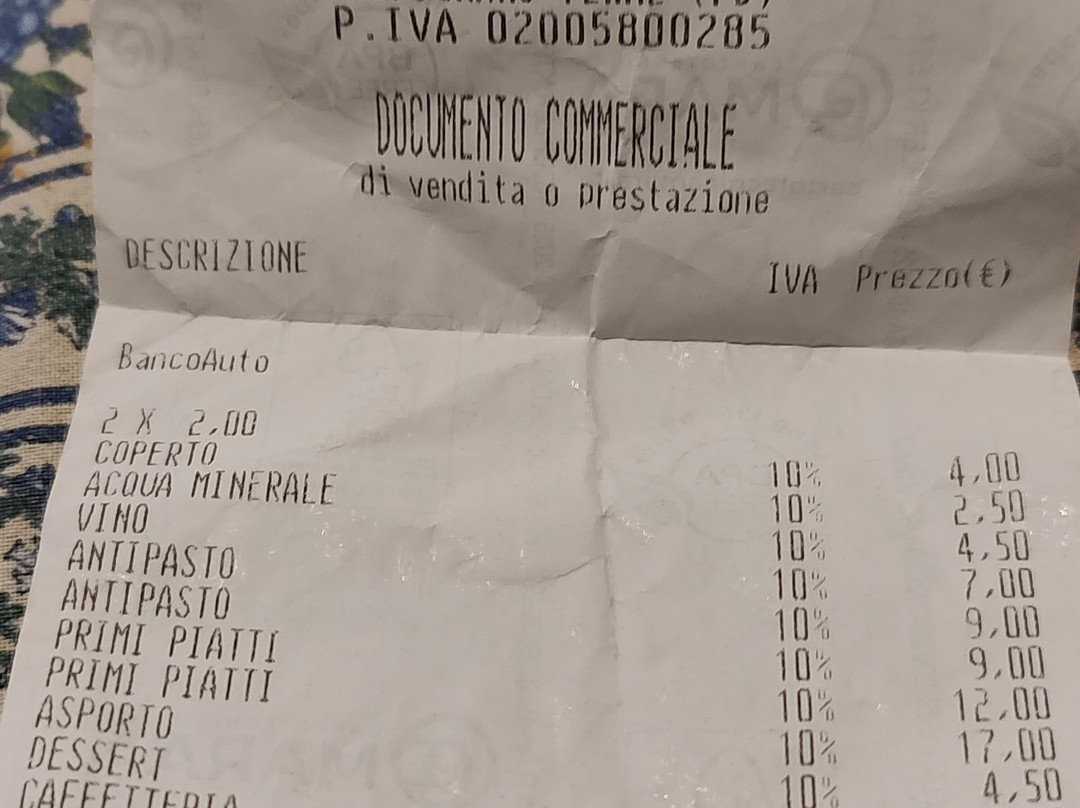 P.IVA 02005800285
DOCUMENTO COMMERCIALE
di vendita o prestazione
DESCRIZIONE IVA Prezzo(€)
BancoAuto
2 X 2,00
COPERTO 10% 4,00
ACQUA MINERALE 10% 2,50
VINO 10% 4,50
ANTIPASTO 10% 7,00
ANTIPASTO 10% 9,00
PRIMI PIATTI 10% 9,00
PRIMI PIATTI 10% 12,00
ASPORTO 10% 17,00
DESSERT 10% 4,50
CAFFETTERIA